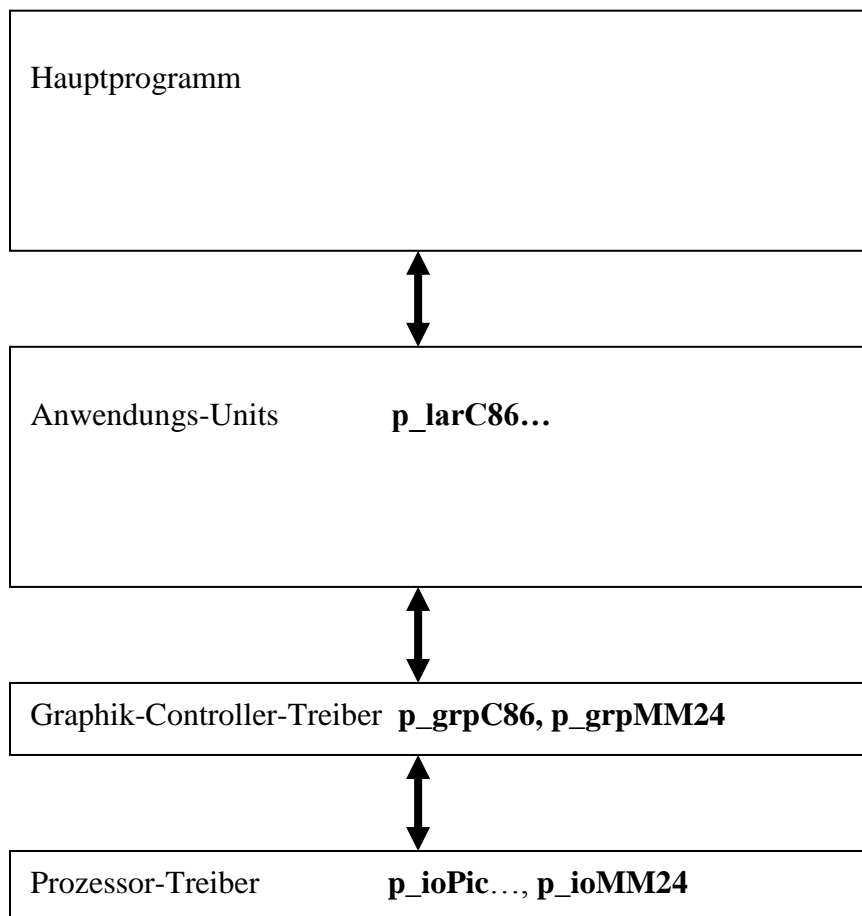 Hauptprogramm
Anwendungs-Units p_larC86…
Graphik-Controller-Treiber p_grpC86, p_grpMM24
Prozessor-Treiber p_ioPic…, p_ioMM24